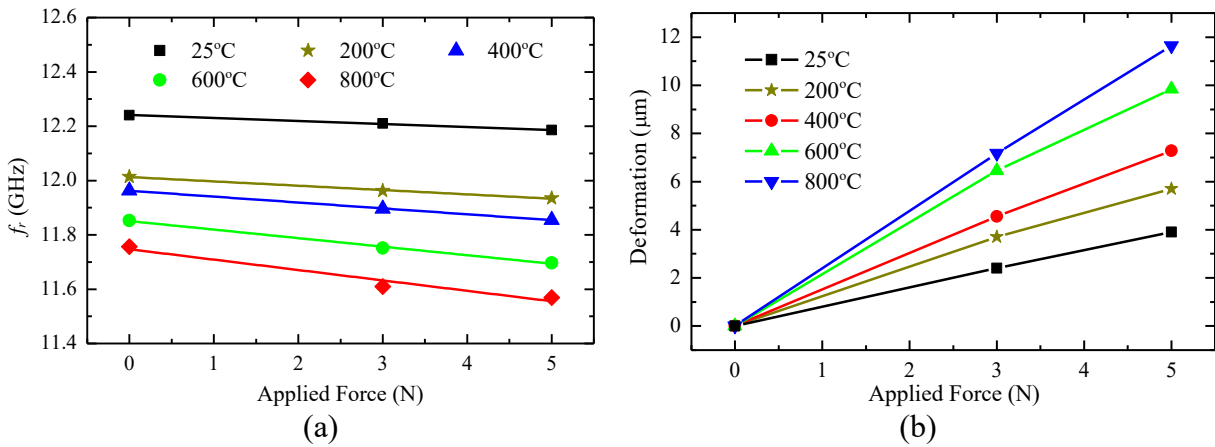 12.6
12.4
12.2
12.0
11.8
11.6
11.4
fr (GHz)
25ºC 200ºC 400ºC
600ºC 800ºC
0 1 2 3 4 5
Applied Force (N)
(a)
12
10
8
6
4
2
0
Deformation (μm)
25ºC
200ºC
400ºC
600ºC
800ºC
0 1 2 3 4 5
Applied Force (N)
(b)